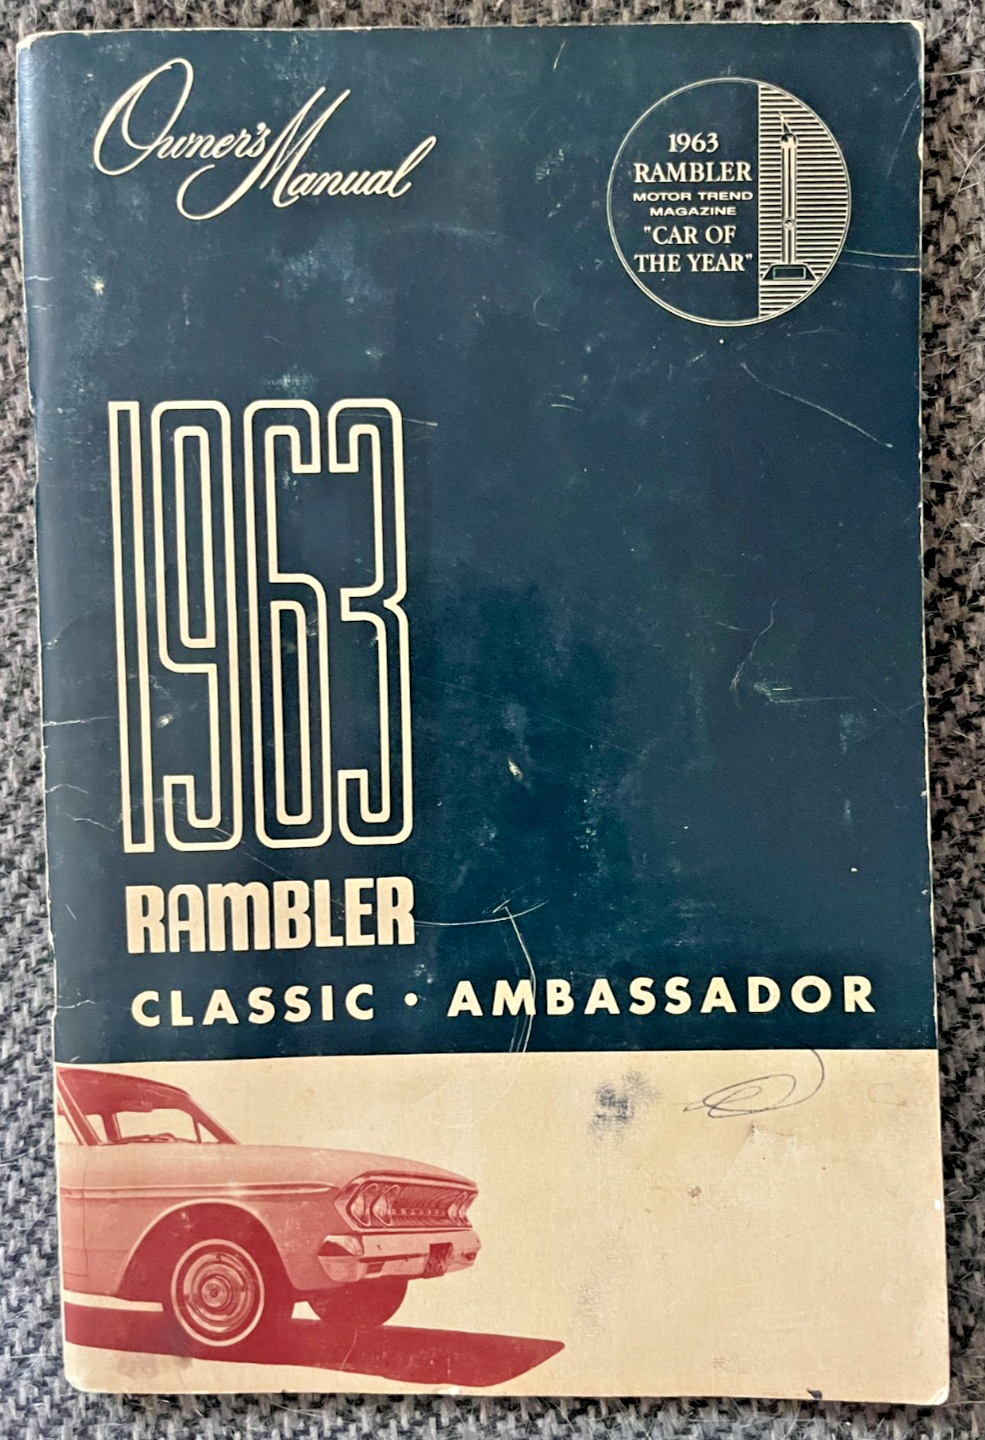 Owner's Manual
1963
RAMBLER
MOTOR TREND
MAGAZINE
"CAR OF
THE YEAR"
1963
RAMBLER
CLASSIC • AMBASSADOR